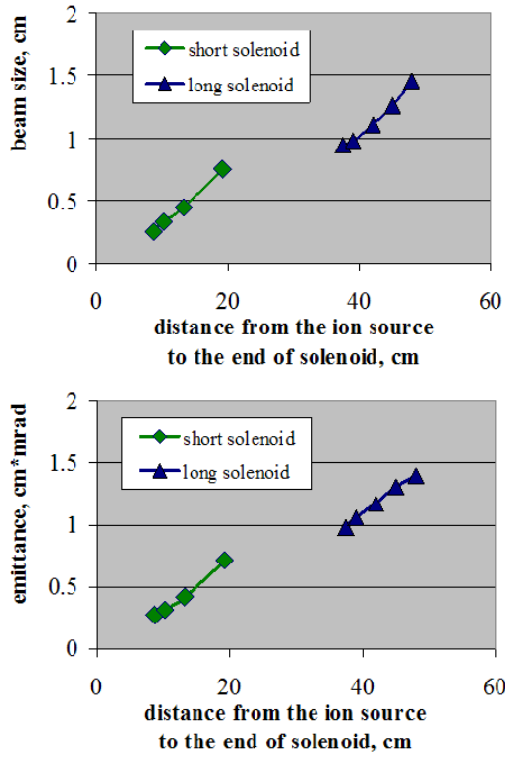 beam size, cm
2
1.5
1
0.5
0
short solenoid
long solenoid
0 20 40 60
distance from the ion source
to the end of solenoid, cm
emittance, cm*mrad
2
1.5
1
0.5
0
short solenoid
long solenoid
0 20 40 60
distance from the ion source
to the end of solenoid, cm